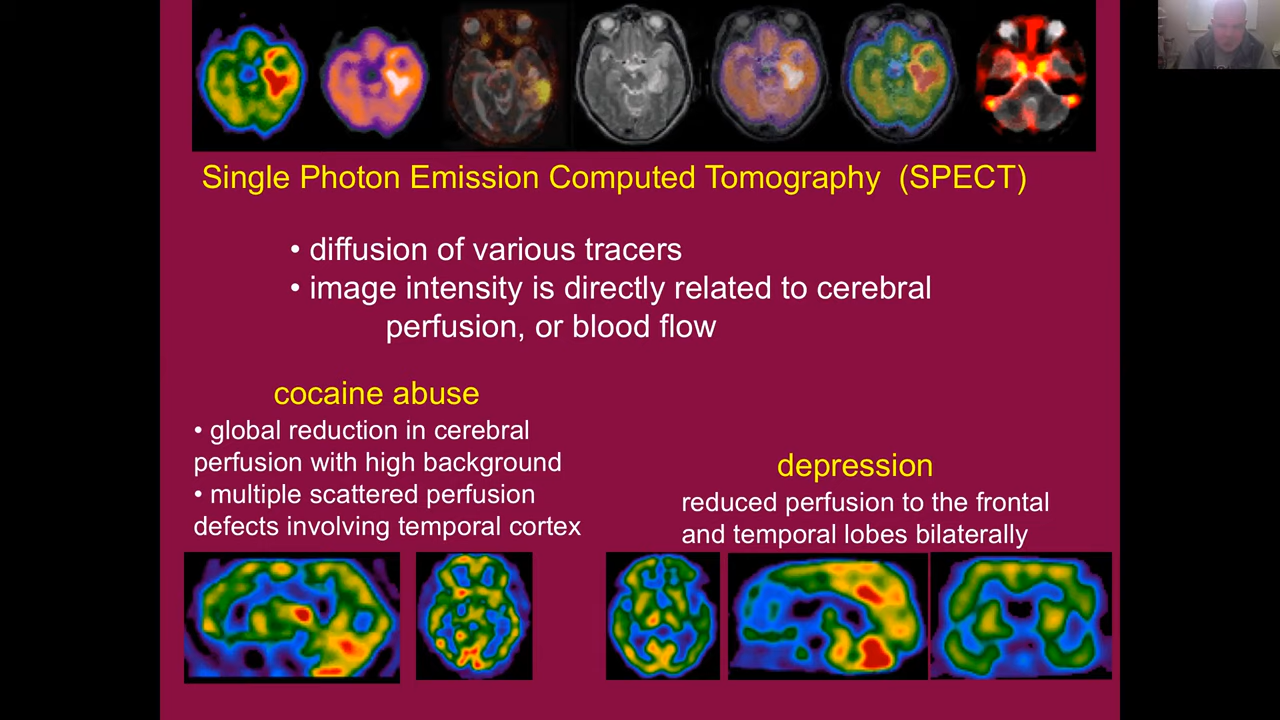 Single Photon Emission Computed Tomography (SPECT)
• diffusion of various tracers
• image intensity is directly related to cerebral
perfusion, or blood flow
cocaine abuse
• global reduction in cerebral
perfusion with high background
• multiple scattered perfusion
defects involving temporal cortex
depression
reduced perfusion to the frontal
and temporal lobes bilaterally